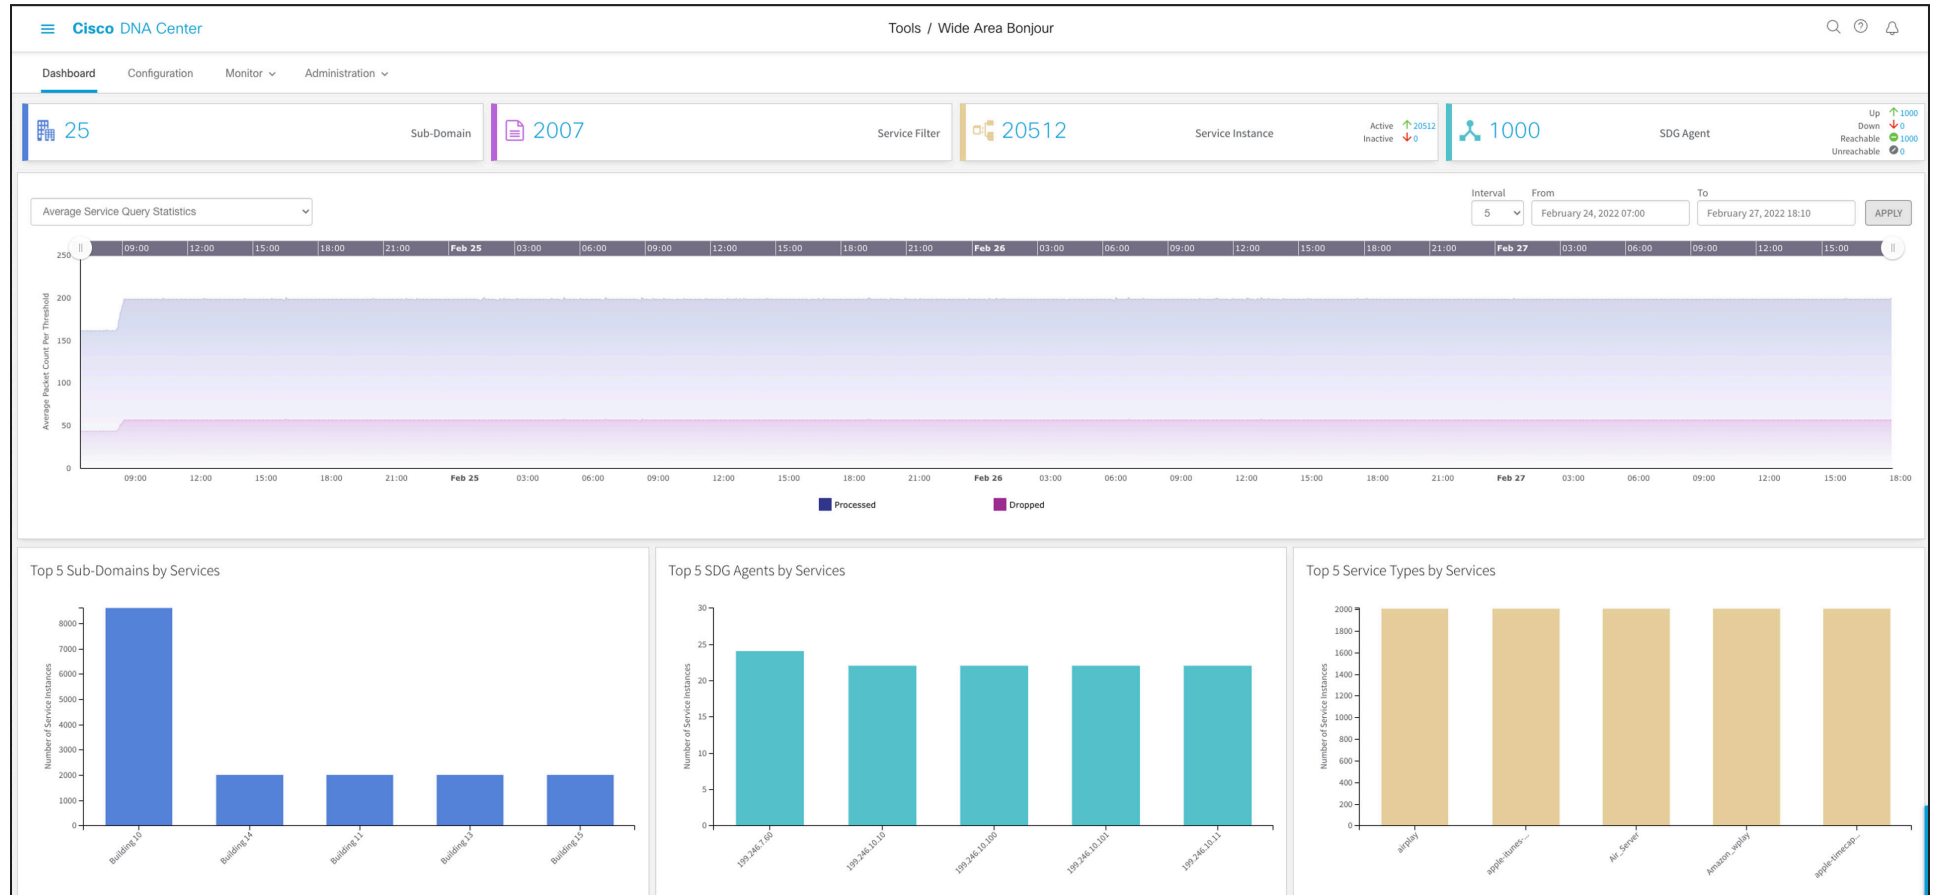 Cisco DNA Center
Tools / Wide Area Bonjour
Dashboard Configuration Monitor Administration
25 Sub-Domain
2007 Service Filter
20512 Service Instance
Active 20512
Inactive 0
1000 SDG Agent
Up 1000
Down 0
Reachable 1000
Unreachable 0
Average Service Query Statistics
Interval From To
5 February 24, 2022 07:00 February 27, 2022 18:10 APPLY
09:00 12:00 15:00 18:00 21:00 Feb 25 03:00 06:00 09:00 12:00 15:00 18:00 21:00 Feb 26 03:00 06:00 09:00 12:00 15:00 18:00 21:00 Feb 27 03:00 06:00 09:00 12:00 15:00
Average Packet Count Per Threshold
250
200
150
100
50
0
09:00 12:00 15:00 18:00 21:00 Feb 25 03:00 06:00 09:00 12:00 15:00 18:00 21:00 Feb 26 03:00 06:00 09:00 12:00 15:00 18:00 21:00 Feb 27 03:00 06:00 09:00 12:00 15:00 18:00
Processed Dropped
Top 5 Sub-Domains by Services
Number of Service Instances
8000
7000
6000
5000
4000
3000
2000
1000
0
Building 10 Building 14 Building 11 Building 13 Building 15
Top 5 SDG Agents by Services
Number of Service Instances
30
25
20
15
10
5
0
199.246.7.60 199.246.10.10 199.246.10.100 199.246.10.101 199.246.10.11
Top 5 Service Types by Services
Number of Service Instances
2000
1800
1600
1400
1200
1000
800
600
400
200
0
airplay apple-itunes-... Air_Server Amazon_wplay apple-timecap...